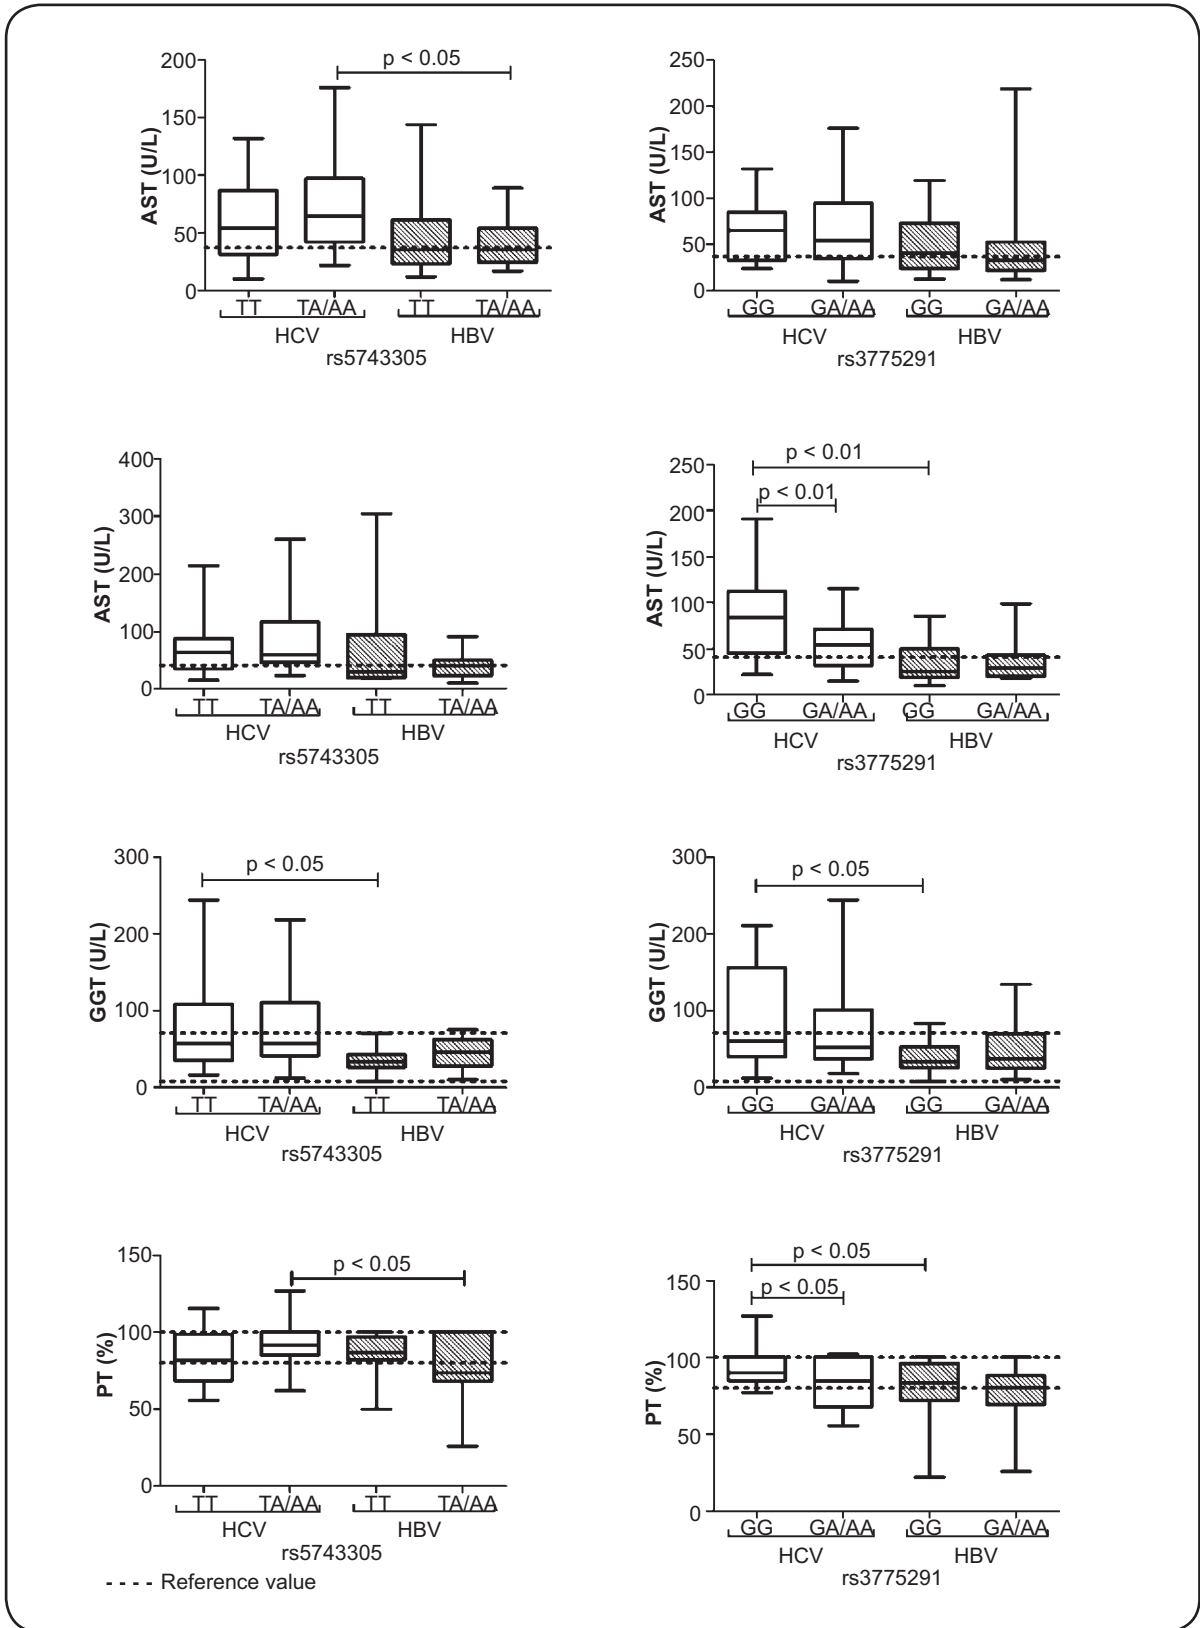 200
150
100
50
0
AST (U/L)
p < 0.05
TT TA/AA TT TA/AA
HCV HBV
rs5743305
250
200
150
100
50
0
AST (U/L)
GG GA/AA GG GA/AA
HCV HBV
rs3775291
400
300
200
100
0
AST (U/L)
TT TA/AA TT TA/AA
HCV HBV
rs5743305
250
200
150
100
50
0
AST (U/L)
p < 0.01
p < 0.01
GG GA/AA GG GA/AA
HCV HBV
rs3775291
300
200
100
0
GGT (U/L)
p < 0.05
TT TA/AA TT TA/AA
HCV HBV
rs5743305
300
200
100
0
GGT (U/L)
p < 0.05
GG GA/AA GG GA/AA
HCV HBV
rs3775291
150
100
50
0
PT (%)
p < 0.05
TT TA/AA TT TA/AA
HCV HBV
rs5743305
150
100
50
0
PT (%)
p < 0.05
p < 0.05
GG GA/AA GG GA/AA
HCV HBV
rs3775291
Reference value